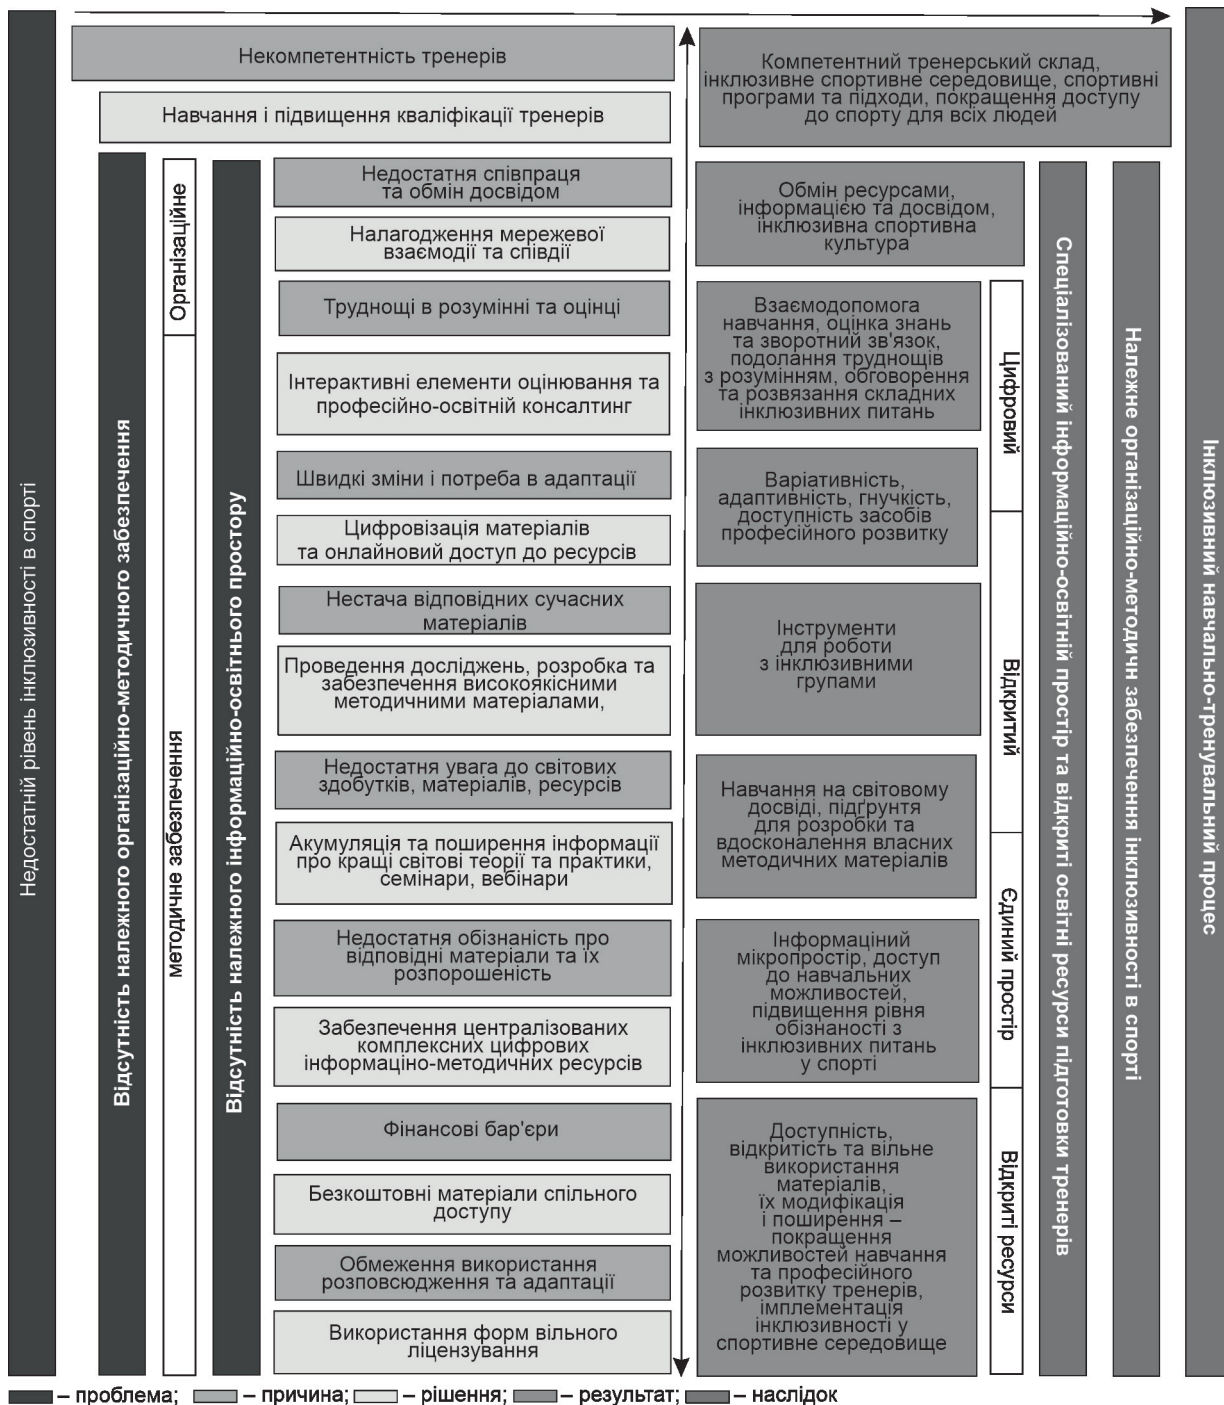 Недостатній рівень інклюзивності в спорті
Некомпетентність тренерів
Навчання і підвищення кваліфікації тренерів
Відсутність належного організаційно-методичного забезпечення
Організаційне
методичне забезпечення
Відсутність належного інформаційно-освітнього простору
Недостатня співпраця
та обмін досвідом
Налагодження мережевої
взаємодії та співдії
Труднощі в розумінні та оцінці
Інтерактивні елементи оцінювання та
професійно-освітній консалтинг
Швидкі зміни і потреба в адаптації
Цифровізація матеріалів
та онлайновий доступ до ресурсів
Нестача відповідних сучасних
матеріалів
Проведення досліджень, розробка та
забезпечення високоякісними
методичними матеріалами,
Недостатня увага до світових
здобутків, матеріалів, ресурсів
Акумуляція та поширення інформації
про кращі світові теорії та практики,
семінари, вебінари
Недостатня обізнаність про
відповідні матеріали та їх
розпорошеність
Забезпечення централізованих
комплексних цифрових
інформаціно-методичних ресурсів
Фінансові бар'єри
Безкоштовні матеріали спільного
доступу
Обмеження використання
розповсюдження та адаптації
Використання форм вільного
ліцензування
Компетентний тренерський склад,
інклюзивне спортивне середовище, спортивні
програми та підходи, покращення доступу
до спорту для всіх людей
Обмін ресурсами,
інформацією та досвідом,
інклюзивна спортивна
культура
Взаємодопомога
навчання, оцінка знань
та зворотний зв'язок,
подолання труднощів
з розумінням, обговорення
та розвязання складних
інклюзивних питань
Варіативність,
адаптивність, гнучкість,
доступність засобів
професійного розвитку
Інструменти
для роботи
з інклюзивними
групами
Навчання на світовому
досвіді, підґрунтя
для розробки та
вдосконалення власних
методичних матеріалів
Інформаціний
мікропростір, доступ
до навчальних
можливостей,
підвищення рівня
обізнаності з
інклюзивних питань
у спорті
Доступність,
відкритість та вільне
використання
матеріалів,
їх модифікація
і поширення –
покращення
можливостей навчання
та професійного
розвитку тренерів,
імплементація
інклюзивності у
спортивне середовище
Цифровий
Відкритий
Єдиний простір
Відкриті ресурси
Спеціалізований інформаційно-освітній простір та відкриті освітні ресурси підготовки тренерів
Належне організаційно-методичн забезпечення інклюзивності в спорті
Інклюзивний навчально-тренувальний процес
– проблема; – причина; – рішення; – результат; – наслідок